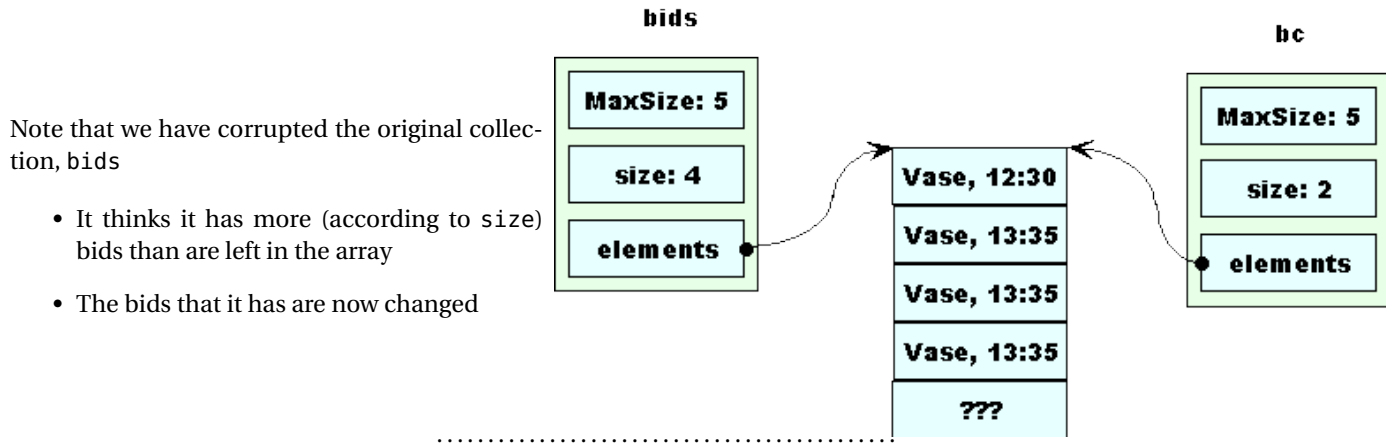 Note that we have corrupted the original collec-
tion, bids
• It thinks it has more (according to size)
bids than are left in the array
• The bids that it has are now changed
bids
MaxSize: 5
size: 4
elements
Vase, 12:30
Vase, 13:35
Vase, 13:35
Vase, 13:35
???
bc
MaxSize: 5
size: 2
elements